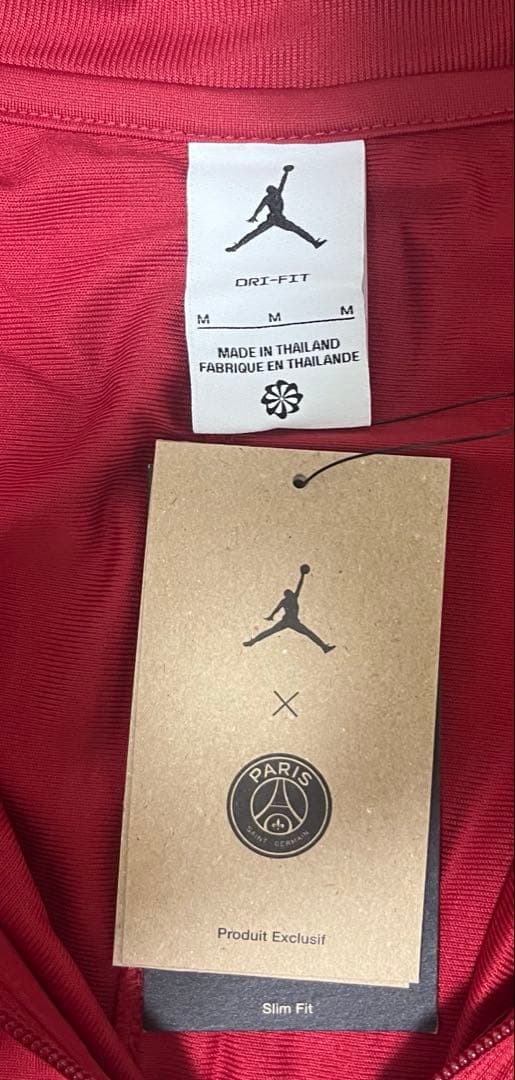 DRI-FIT
M M M
MADE IN THAILAND
FABRIQUE EN THAILANDE
×
PARIS
SAINT-GERMAIN
Produit Exclusif
Slim Fit